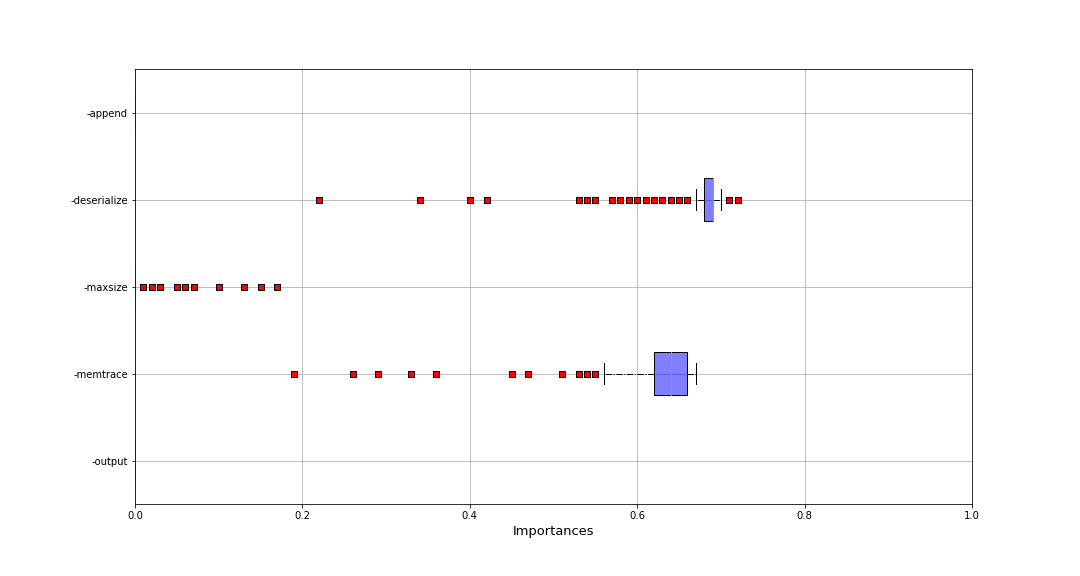 -append
-deserialize
-maxsize
-memtrace
-output
0.0 0.2 0.4 0.6 0.8 1.0
Importances